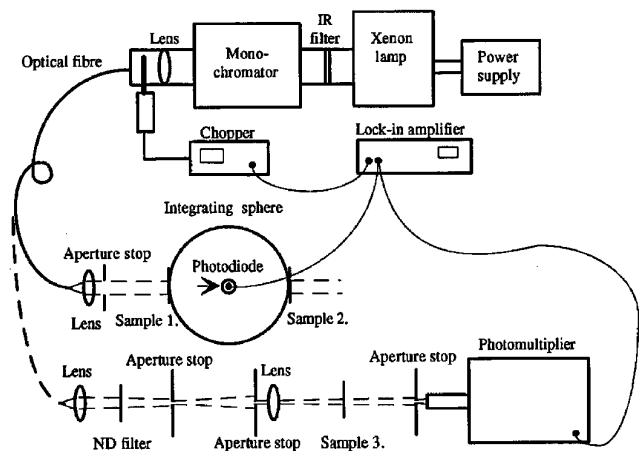 Optical fibre
Lens
Mono-
chromator
IR
filter
Xenon
lamp
Power
supply
Chopper
Lock-in amplifier
Integrating sphere
Aperture stop
Photodiode
Lens
Sample 1.
Sample 2.
Lens
Aperture stop
Lens
Aperture stop
Photomultiplier
ND filter
Aperture stop
Sample 3.